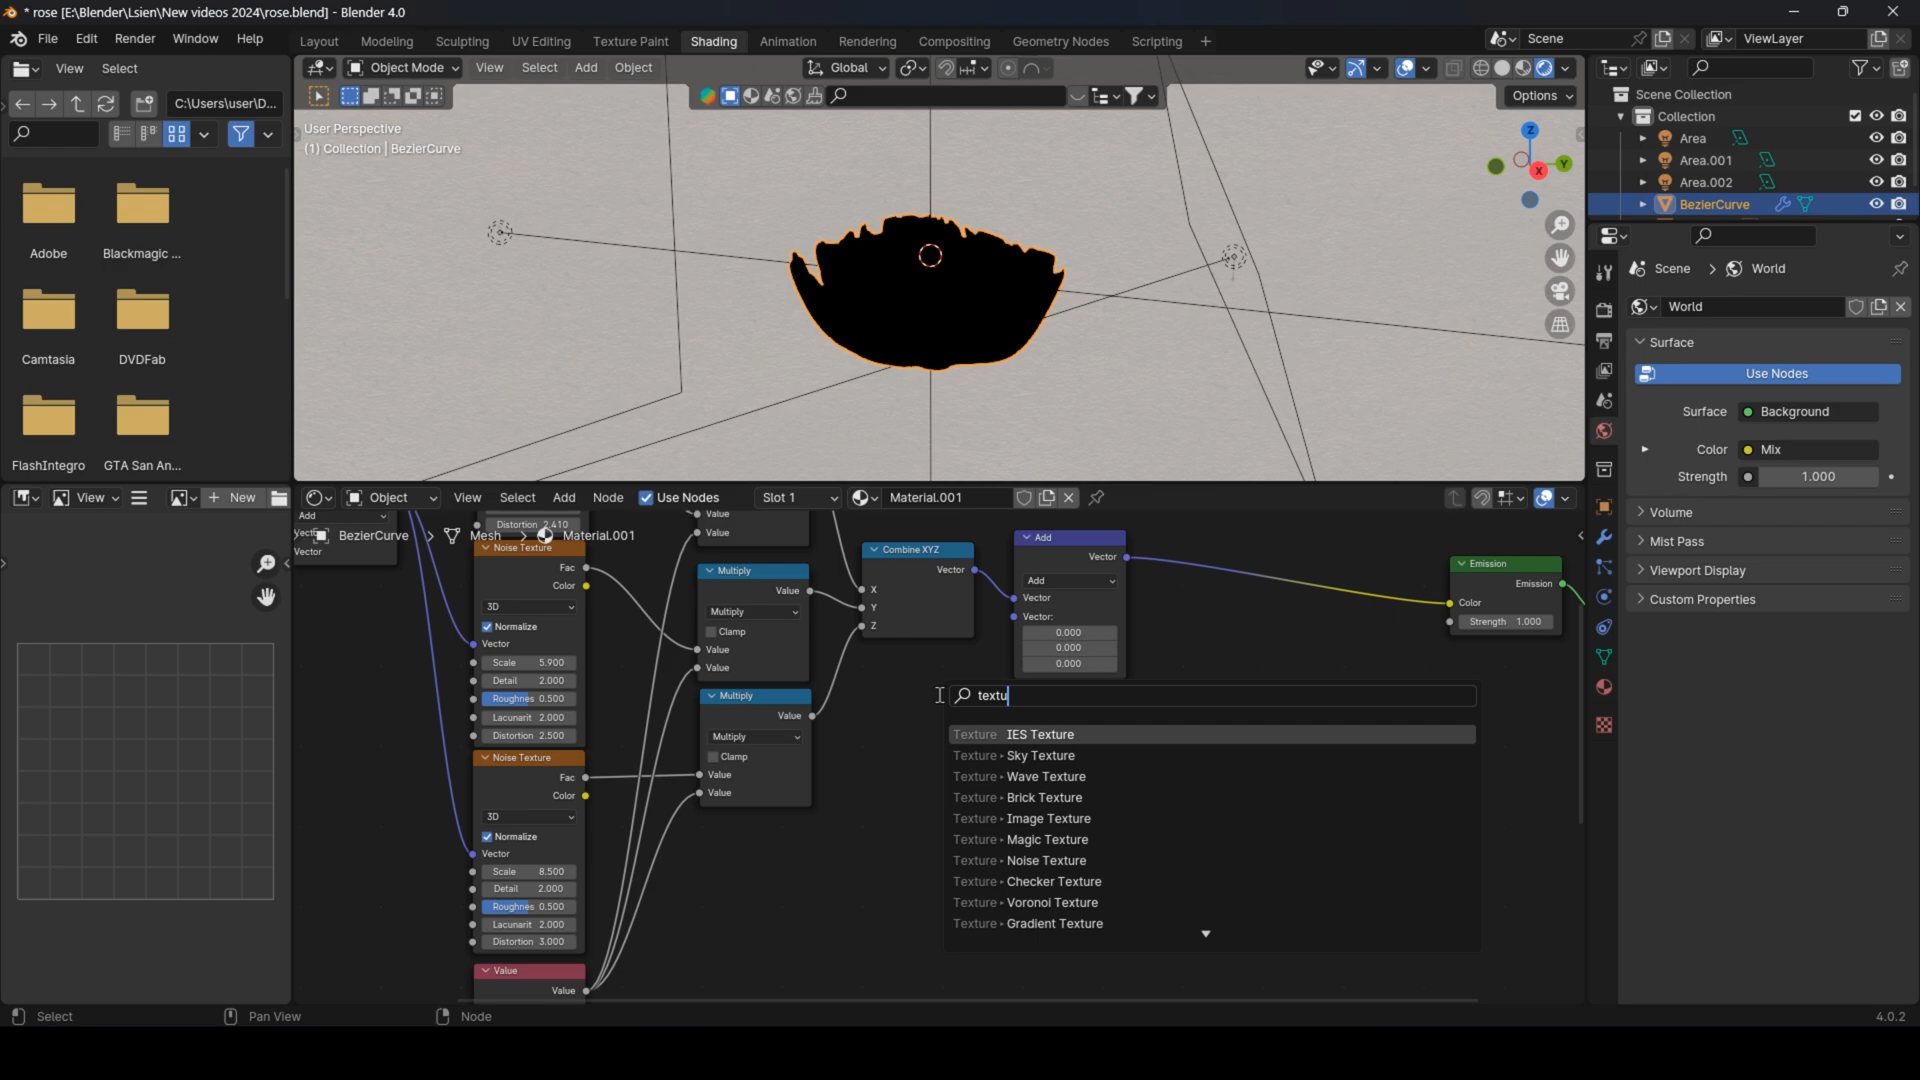 * rose [E:\Blender\Lsien\New videos 2024\rose.blend] - Blender 4.0
File Edit Render Window Help
Layout Modeling Sculpting UV Editing Texture Paint Shading Animation Rendering Compositing Geometry Nodes Scripting +
Scene
ViewLayer
View Select
Object Mode View Select Add Object
Global
C:\Users\user\D...
Options
User Perspective
(1) Collection | BezierCurve
Z
Y
X
Adobe
Blackmagic ...
Camtasia
DVDFab
FlashIntegro
GTA San An...
Scene Collection
Collection
Area
Area.001
Area.002
BezierCurve
Scene > World
World
Surface
Use Nodes
Surface Background
Color Mix
Strength 1.000
Volume
Mist Pass
Viewport Display
Custom Properties
View
+ New
Object View Select Add Node Use Nodes Slot 1 Material.001
BezierCurve > Mesh > Material.001
Add
Vector
Distortion 2.410
Noise Texture
Fac
Color
3D
Normalize
Vector
Scale 5.900
Detail 2.000
Roughnes 0.500
Lacunarit 2.000
Distortion 2.500
Noise Texture
Fac
Color
3D
Normalize
Vector
Scale 8.500
Detail 2.000
Roughnes 0.500
Lacunarit 2.000
Distortion 3.000
Value
Value
Value
Value
Multiply
Value
Multiply
Clamp
Value
Value
Multiply
Value
Multiply
Clamp
Value
Value
Combine XYZ
Vector
X
Y
Z
Add
Vector
Add
Vector
Vector:
0.000
0.000
0.000
Emission
Emission
Color
Strength 1.000
textu
Texture IES Texture
Texture Sky Texture
Texture Wave Texture
Texture Brick Texture
Texture Image Texture
Texture Magic Texture
Texture Noise Texture
Texture Checker Texture
Texture Voronoi Texture
Texture Gradient Texture
Select
Pan View
Node
4.0.2